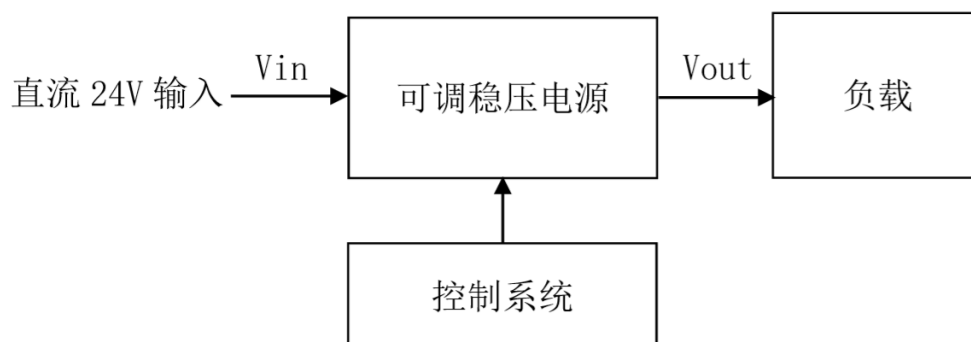 直流 24V 输入
Vin
可调稳压电源
Vout
负载
控制系统